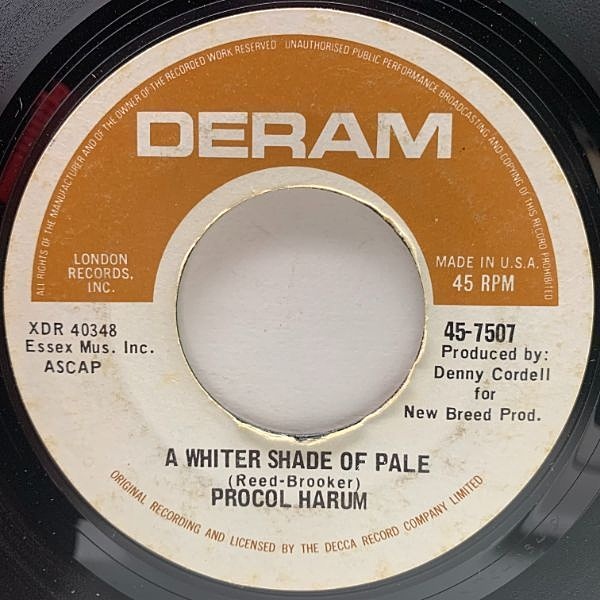 ALL RIGHTS OF THE MANUFACTURER AND OF THE OWNER OF THE RECORDED WORK RESERVED UNAUTHORISED PUBLIC PERFORMANCE BROADCASTING AND COPYING OF THIS RECORD PROHIBITED
DERAM
LONDON
RECORDS,
INC.
MADE IN U.S.A.
45 RPM
XDR 40348
Essex Mus. Inc.
ASCAP
45-7507
Produced by:
Denny Cordell
for
New Breed Prod.
A WHITER SHADE OF PALE
(Reed-Brooker)
PROCOL HARUM
ORIGINAL RECORDING AND LICENSED BY THE DECCA RECORD COMPANY LIMITED